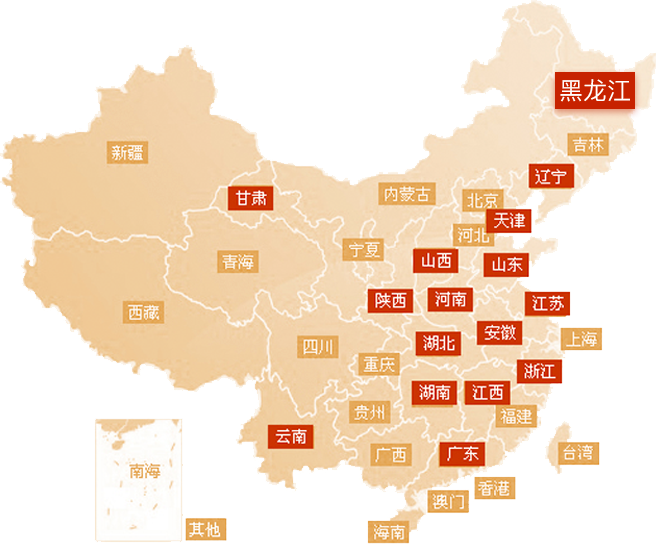 黑龙江
吉林
新疆
辽宁
甘肃
内蒙古
北京
天津
河北
宁夏
青海
山西
山东
陕西
河南
江苏
西藏
安徽
上海
四川
湖北
重庆
浙江
湖南
江西
贵州
福建
云南
广西
广东
台湾
南海
香港
澳门
其他
海南